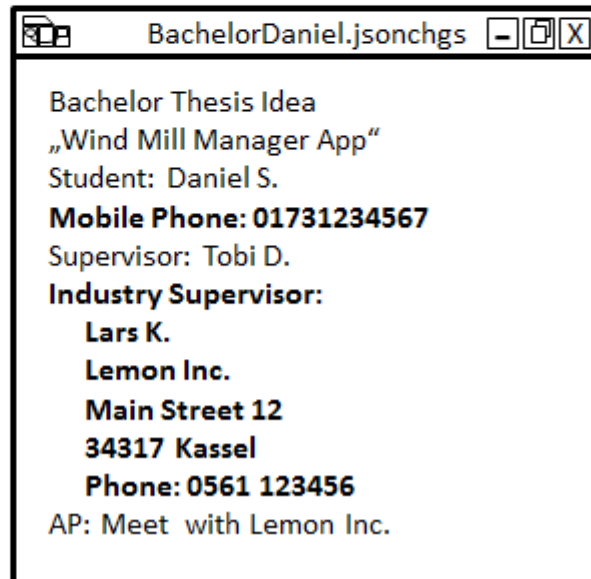 BachelorDaniel.jsonchgs
Bachelor Thesis Idea
„Wind Mill Manager App“
Student: Daniel S.
Mobile Phone: 01731234567
Supervisor: Tobi D.
Industry Supervisor:
Lars K.
Lemon Inc.
Main Street 12
34317 Kassel
Phone: 0561 123456
AP: Meet with Lemon Inc.